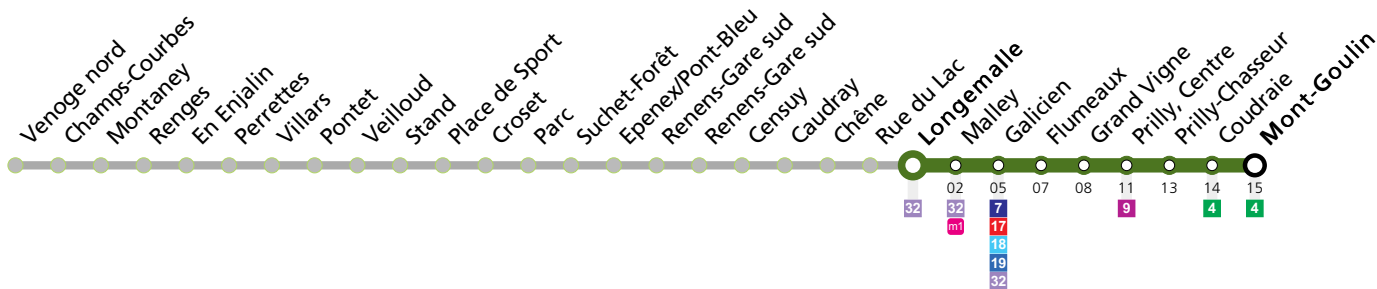 Venoge nord
Champs-Courbes
Montaney
Renges
En Enjalin
Perrettes
Villars
Pontet
Veilloud
Stand
Place de Sport
Croset
Parc
Suchet-Forêt
Epenex/Pont-Bleu
Renens-Gare sud
Renens-Gare sud
Censuy
Caudray
Chêne
Rue du Lac
Longemalle
Malley
Galicien
Flumeaux
Grand Vigne
Prilly, Centre
Prilly-Chasseur
Coudraie
Mont-Goulin
02 05 07 08 11 13 14 15
32 32 7 9 4 4
m1 17
18
19
32